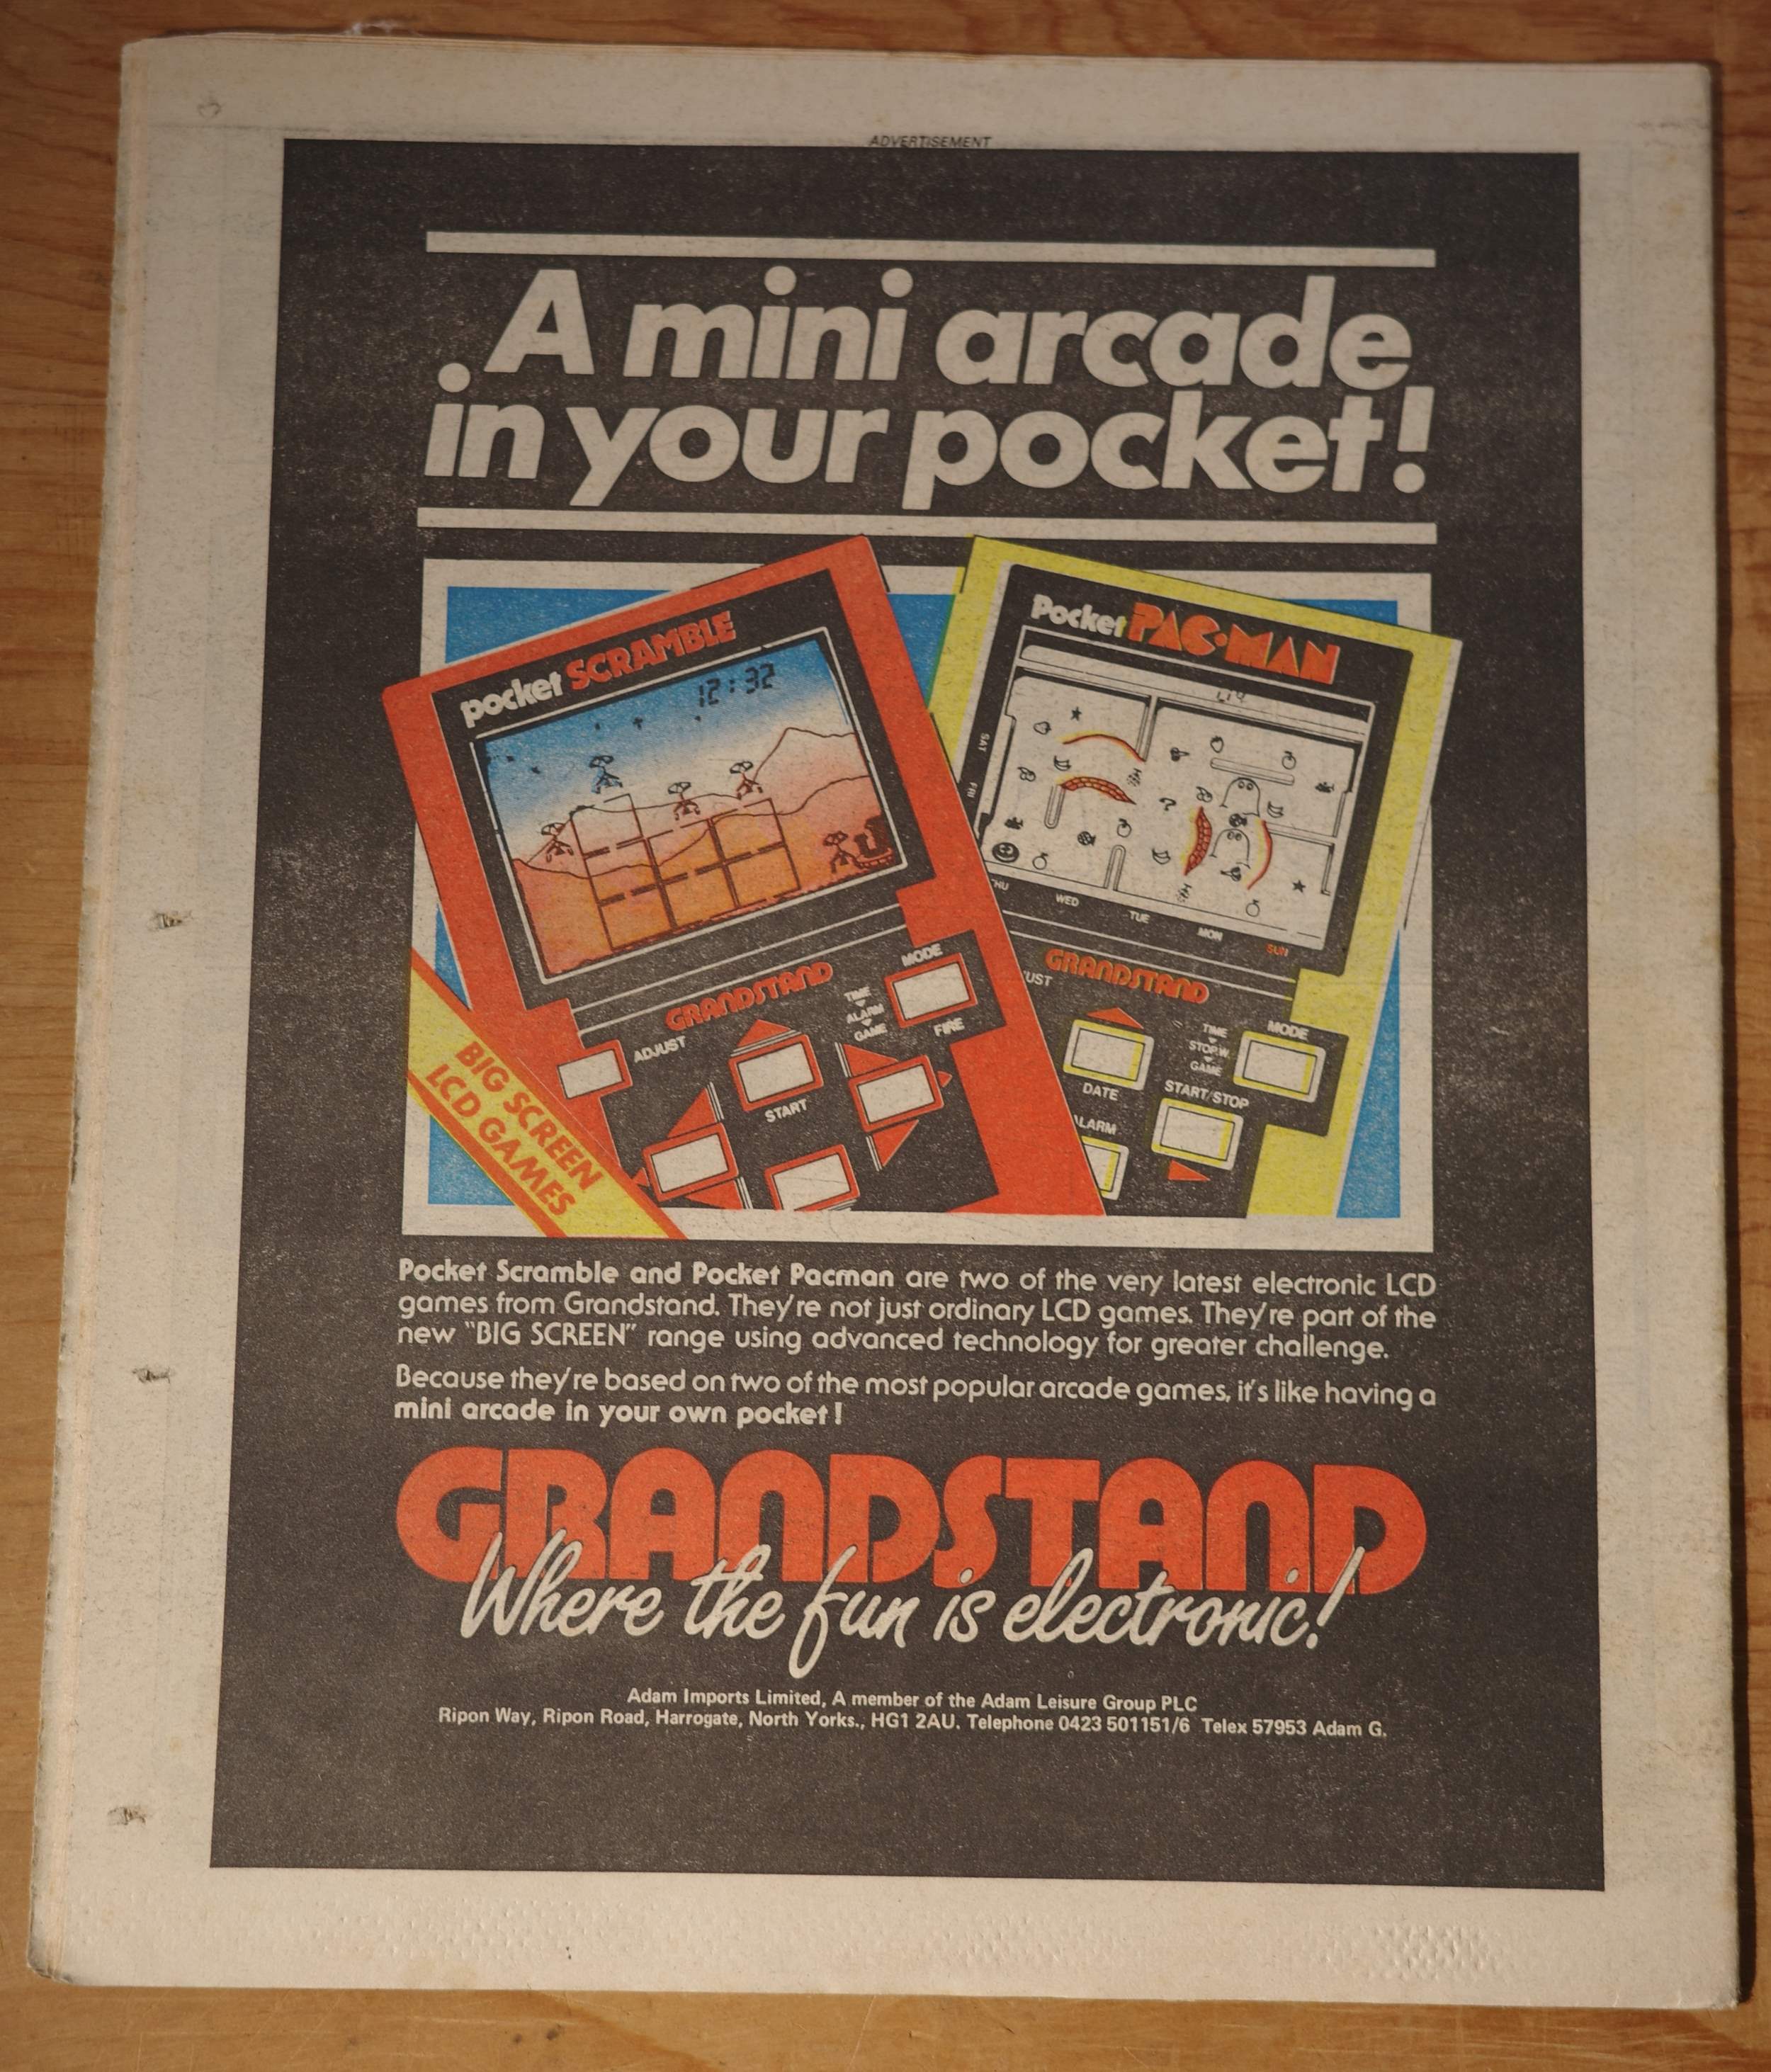 ADVERTISEMENT
A mini arcade
in your pocket!
pocket SCRAMBLE
12:32
GRANDSTAND
MODE
TIME
ALARM
GAME
FIRE
ADJUST
START
BIG SCREEN
LCD GAMES
Pocket PAC-MAN
SAT
FRI
HU
WED
TUE
MON
SUN
UST
GRANDSTAND
MODE
TIME
STOP.W
GAME
DATE
START/STOP
LARM
Pocket Scramble and Pocket Pacman are two of the very latest electronic LCD
games from Grandstand. They're not just ordinary LCD games. They're part of the
new "BIG SCREEN" range using advanced technology for greater challenge.
Because they're based on two of the most popular arcade games, it's like having a
mini arcade in your own pocket!
GRANDSTAND
Where the fun is electronic!
Adam Imports Limited, A member of the Adam Leisure Group PLC
Ripon Way, Ripon Road, Harrogate, North Yorks., HG1 2AU. Telephone 0423 501151/6 Telex 57953 Adam G.